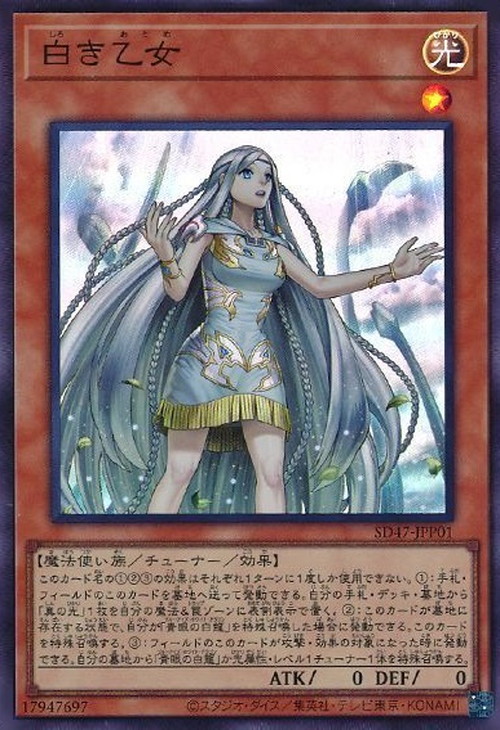 白き乙女
光
SD47-JPP01
【魔法使い族/チューナー/効果】
このカード名の①②③の効果はそれぞれ1ターンに1度しか使用できない。①:手札・
フィールドのこのカードを墓地へ送って発動できる。自分の手札・デッキ・墓地から
「真の光」1枚を自分の魔法&罠ゾーンに表側表示で置く。②:このカードが墓地に
存在する状態で、自分が「青眼の白龍」を特殊召喚した場合に発動できる。このカード
を特殊召喚する。③:フィールドのこのカードが攻撃・効果の対象になった時に発動
できる。自分の墓地から「青眼の白龍」か光属性・レベル1チューナー1体を特殊召喚する。
ATK/ 0 DEF/ 0
17947697
©スタジオ・ダイス/集英社・テレビ東京・KONAMI